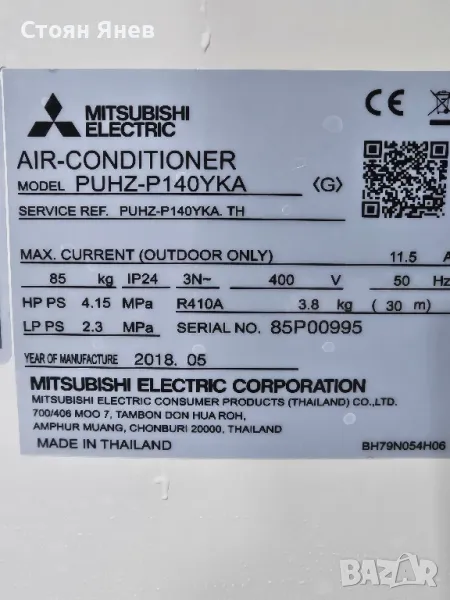 Стоян Янев
MITSUBISHI
ELECTRIC
CE
AIR-CONDITIONER
MODEL PUHZ-P140YKA ⟨G⟩
SERVICE REF. PUHZ-P140YKA. TH
MAX. CURRENT (OUTDOOR ONLY) 11.5 A
85 kg IP24 3N~ 400 V 50 Hz
HP PS 4.15 MPa R410A 3.8 kg ( 30 m)
LP PS 2.3 MPa SERIAL NO. 85P00995
YEAR OF MANUFACTURE 2018. 05
MITSUBISHI ELECTRIC CORPORATION
MITSUBISHI ELECTRIC CONSUMER PRODUCTS (THAILAND) CO.,LTD.
700/406 MOO 7, TAMBON DON HUA ROH,
AMPHUR MUANG, CHONBURI 20000, THAILAND
MADE IN THAILAND BH79N054H06
BAZAR